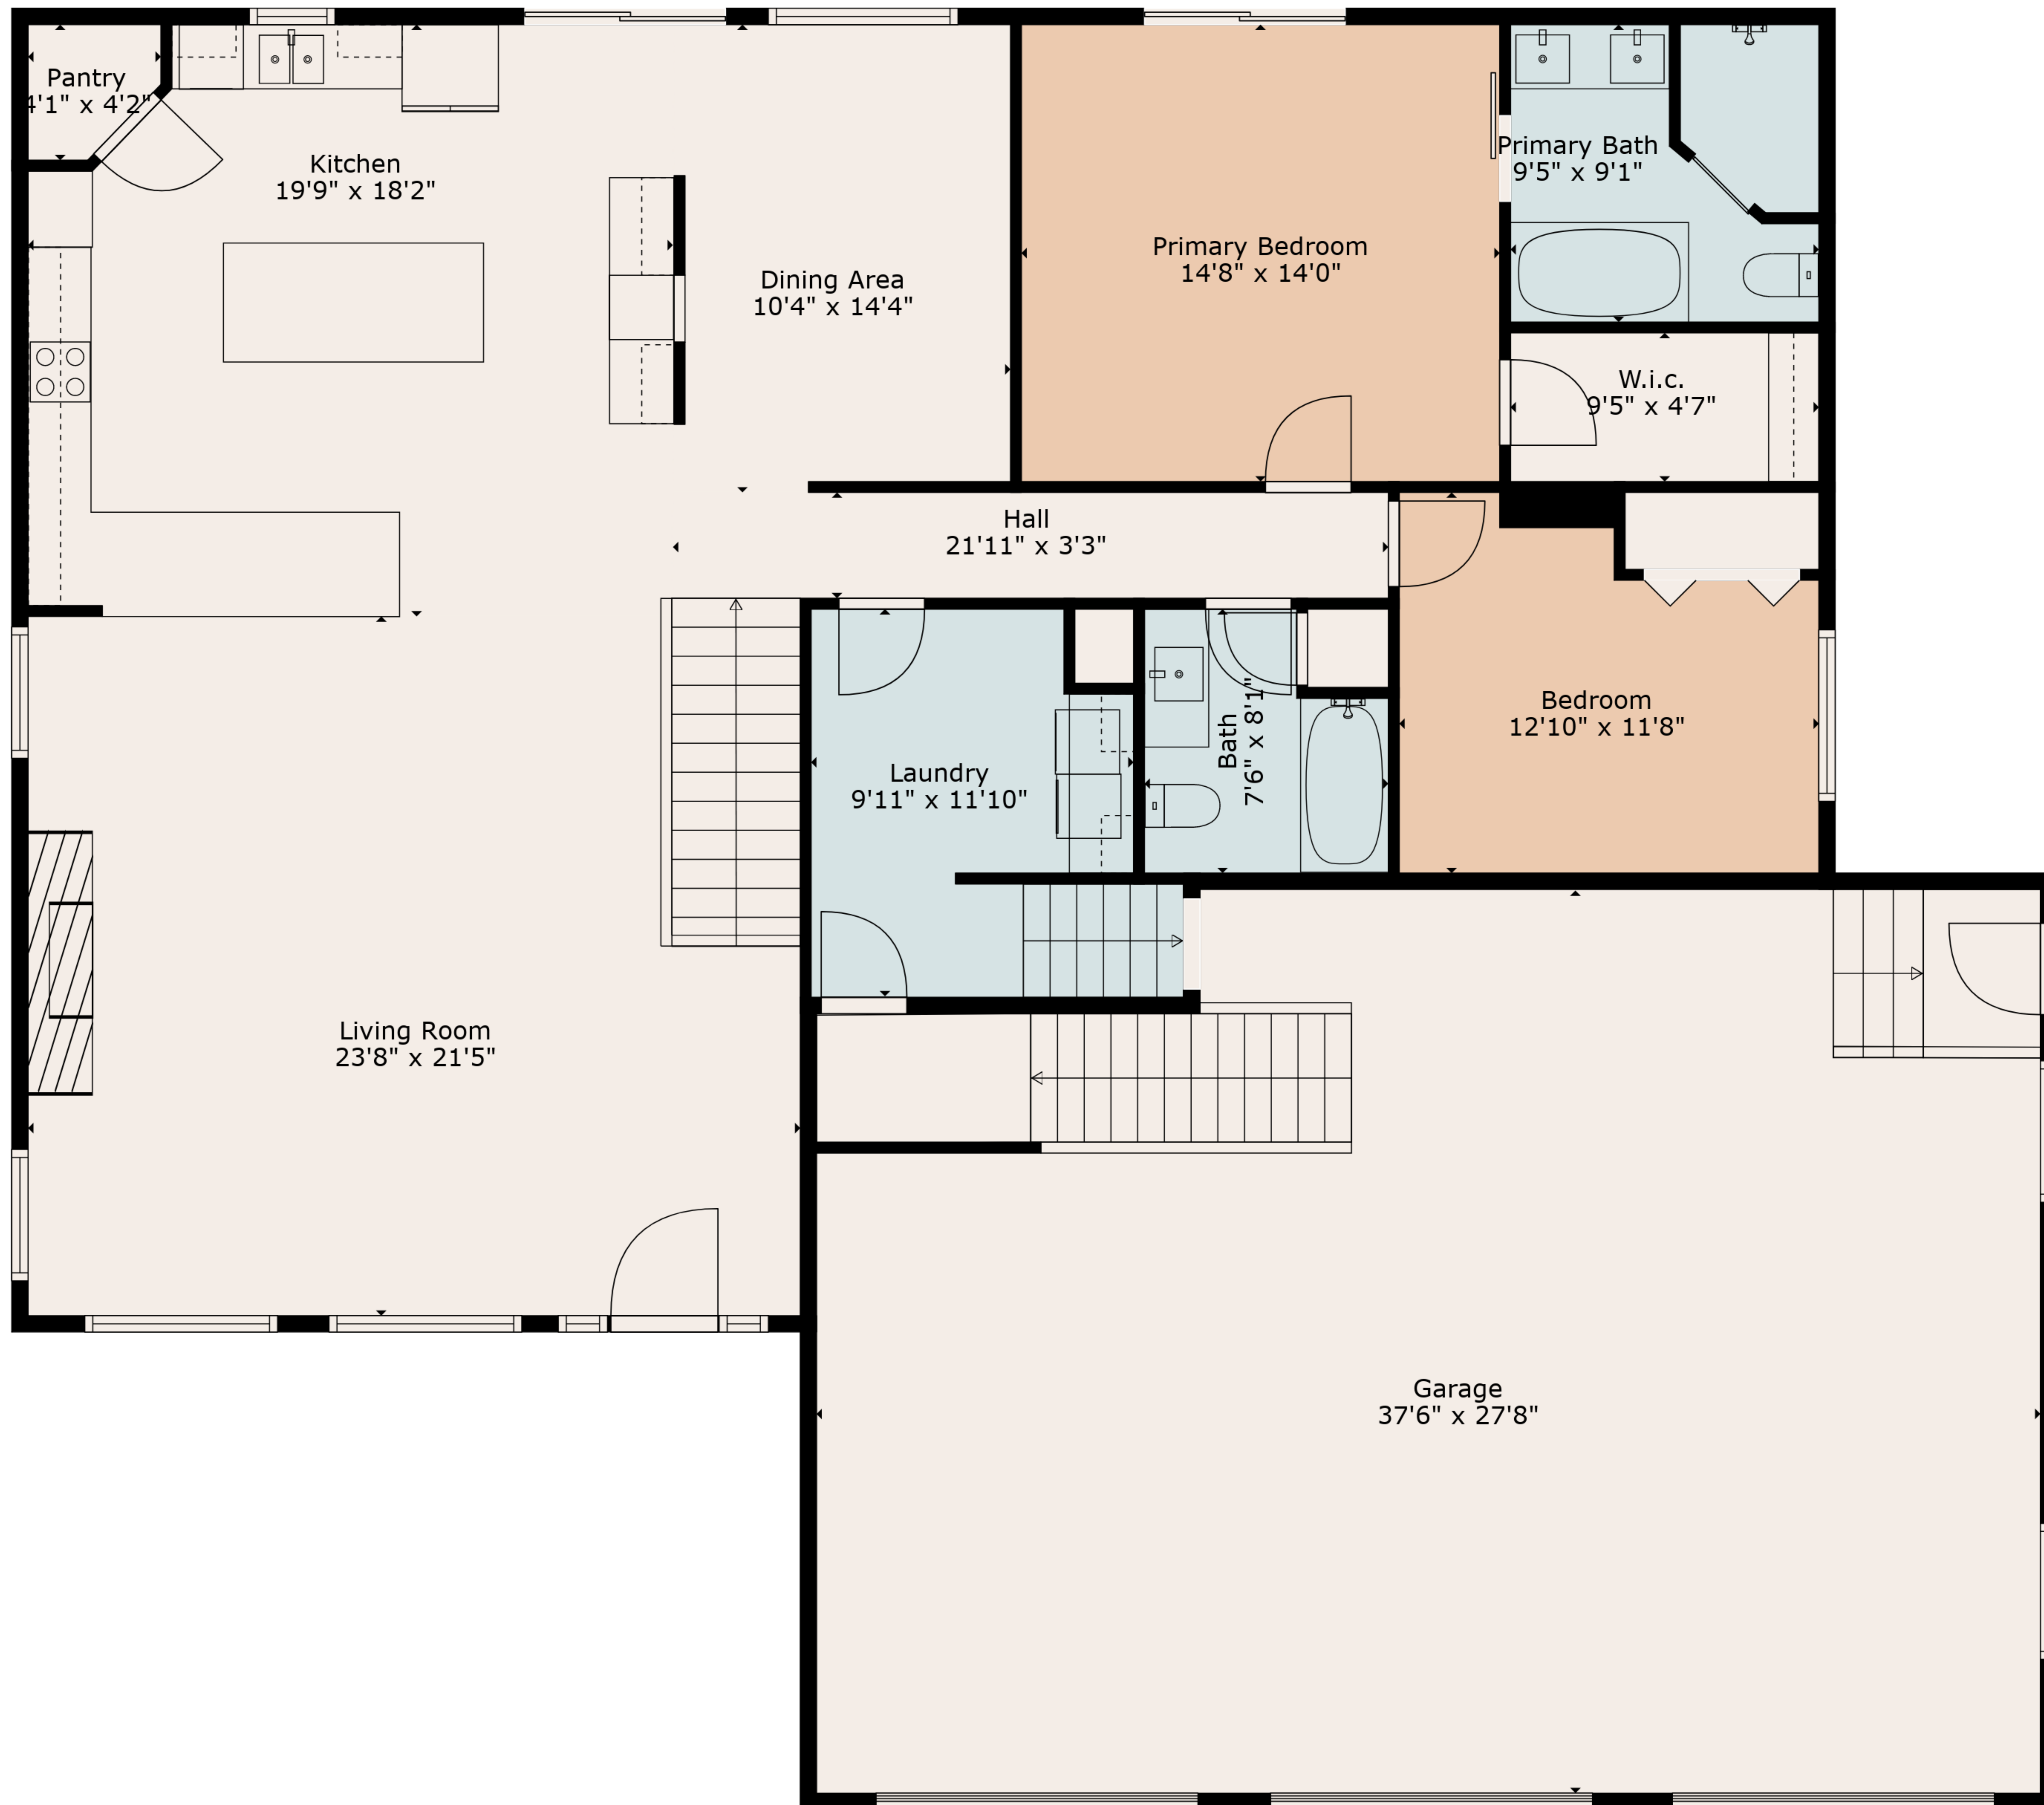 Pantry
4'1" x 4'2"
Kitchen
19'9" x 18'2"
Dining Area
10'4" x 14'4"
Primary Bedroom
14'8" x 14'0"
Primary Bath
9'5" x 9'1"
W.i.c.
9'5" x 4'7"
Hall
21'11" x 3'3"
Bedroom
12'10" x 11'8"
Bath
7'6" x 8'1"
Laundry
9'11" x 11'10"
Living Room
23'8" x 21'5"
Garage
37'6" x 27'8"